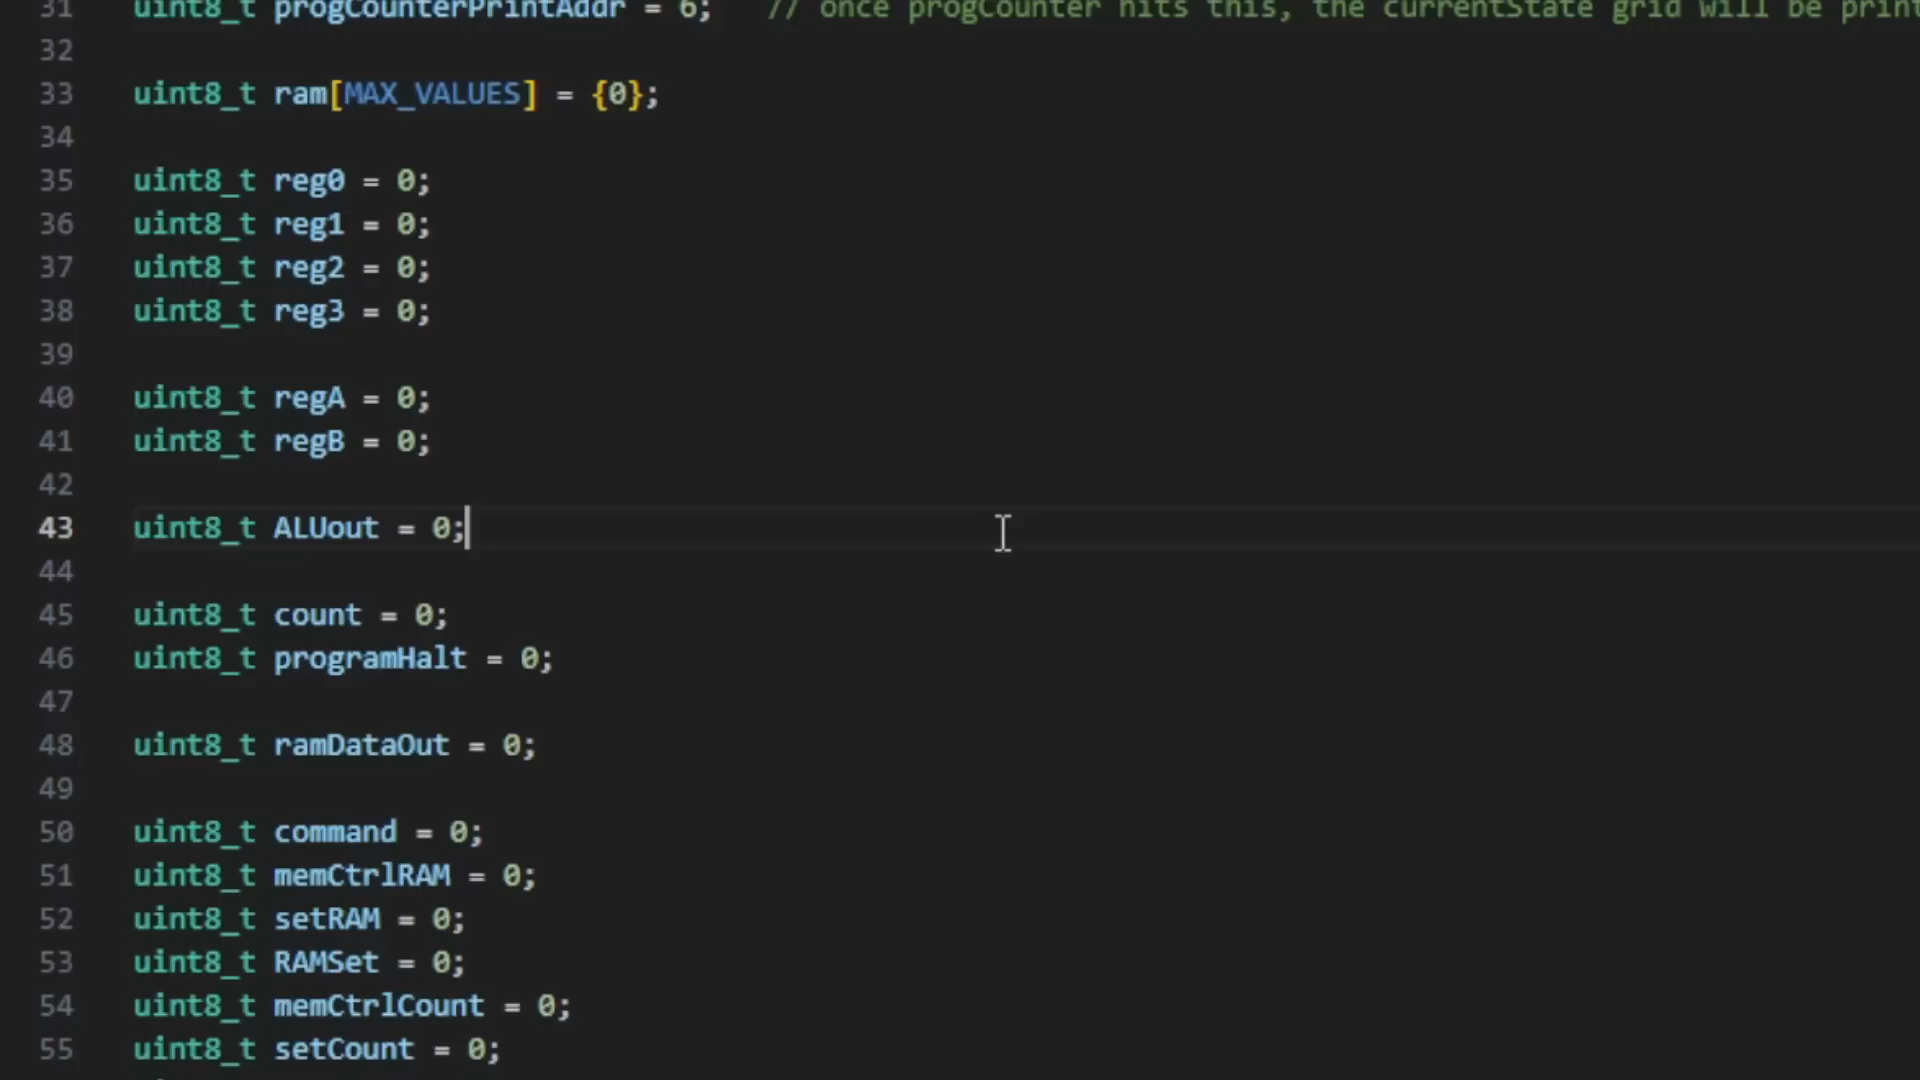 31 uint8_t progCounterPrintAddr = 6; // once progCounter hits this, the currentState grid will be print
32
33 uint8_t ram[MAX_VALUES] = {0};
34
35 uint8_t reg0 = 0;
36 uint8_t reg1 = 0;
37 uint8_t reg2 = 0;
38 uint8_t reg3 = 0;
39
40 uint8_t regA = 0;
41 uint8_t regB = 0;
42
43 uint8_t ALUout = 0;
44
45 uint8_t count = 0;
46 uint8_t programHalt = 0;
47
48 uint8_t ramDataOut = 0;
49
50 uint8_t command = 0;
51 uint8_t memCtrlRAM = 0;
52 uint8_t setRAM = 0;
53 uint8_t RAMSet = 0;
54 uint8_t memCtrlCount = 0;
55 uint8_t setCount = 0;